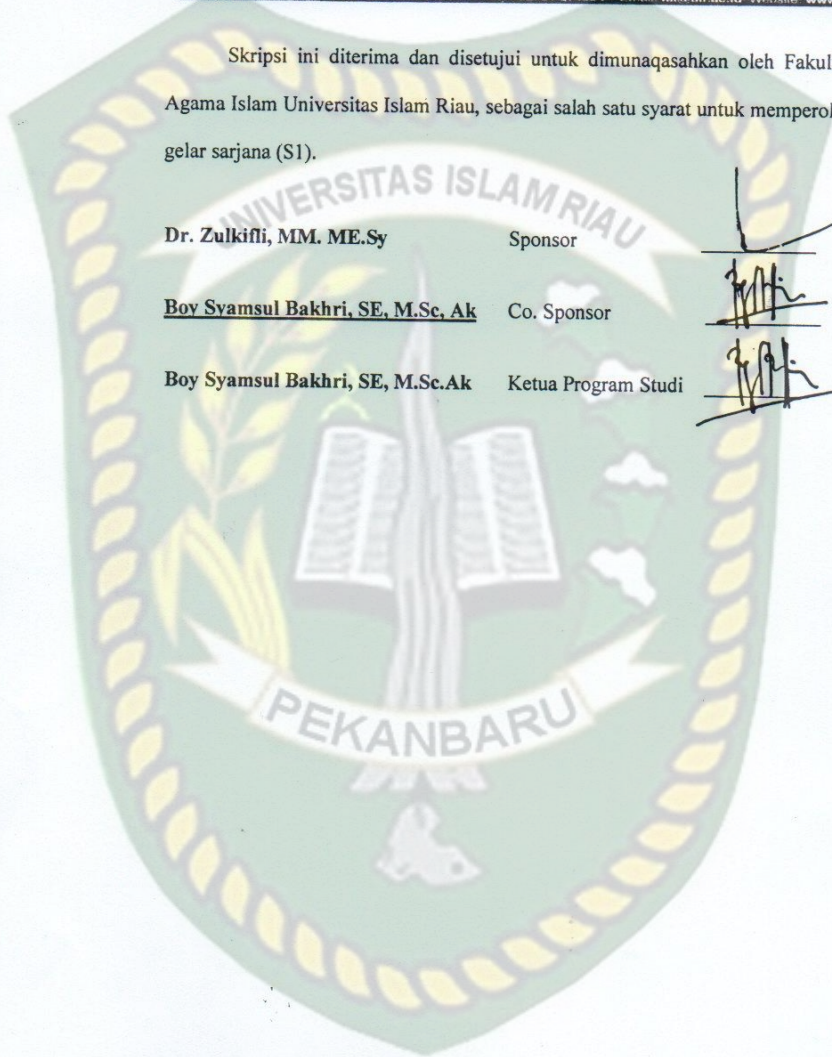 Skripsi ini diterima dan disetujui untuk dimunaqasahkan oleh Fakul
Agama Islam Universitas Islam Riau, sebagai salah satu syarat untuk memperol
gelar sarjana (S1).
UNIVERSITAS ISLAM RIAU
Dr. Zulkifli, MM. ME.Sy Sponsor
Boy Syamsul Bakhri, SE, M.Sc, Ak Co. Sponsor
Boy Syamsul Bakhri, SE, M.Sc.Ak Ketua Program Studi
PEKANBARU